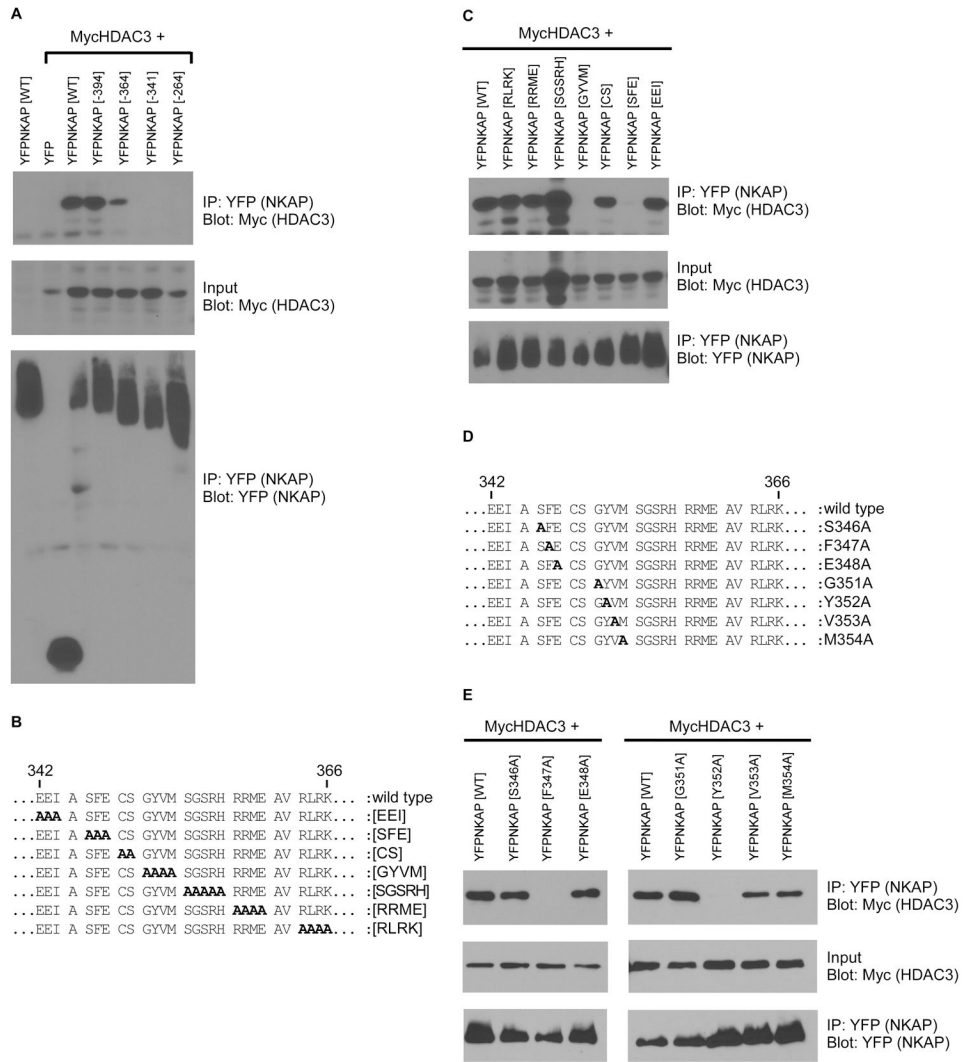 A
MycHDAC3 +
YFPNKAP [WT]
YFP
YFPNKAP [WT]
YFPNKAP [-394]
YFPNKAP [-364]
YFPNKAP [-341]
YFPNKAP [-264]
IP: YFP (NKAP)
Blot: Myc (HDAC3)
Input
Blot: Myc (HDAC3)
IP: YFP (NKAP)
Blot: YFP (NKAP)
B
342 366
...EEI A SFE CS GYVM SGSRH RRME AV RLRK... :wild type
...AAA A SFE CS GYVM SGSRH RRME AV RLRK... :[EEI]
...EEI A AAA CS GYVM SGSRH RRME AV RLRK... :[SFE]
...EEI A SFE AA GYVM SGSRH RRME AV RLRK... :[CS]
...EEI A SFE CS AAAA SGSRH RRME AV RLRK... :[GYVM]
...EEI A SFE CS GYVM AAAAA RRME AV RLRK... :[SGSRH]
...EEI A SFE CS GYVM SGSRH AAAA AV RLRK... :[RRME]
...EEI A SFE CS GYVM SGSRH RRME AV AAAA... :[RLRK]
C
MycHDAC3 +
YFPNKAP [WT]
YFPNKAP [RLRK]
YFPNKAP [RRME]
YFPNKAP [SGSRH]
YFPNKAP [GYVM]
YFPNKAP [CS]
YFPNKAP [SFE]
YFPNKAP [EEI]
IP: YFP (NKAP)
Blot: Myc (HDAC3)
Input
Blot: Myc (HDAC3)
IP: YFP (NKAP)
Blot: YFP (NKAP)
D
342 366
...EEI A SFE CS GYVM SGSRH RRME AV RLRK... :wild type
...EEI A AFE CS GYVM SGSRH RRME AV RLRK... :S346A
...EEI A SAE CS GYVM SGSRH RRME AV RLRK... :F347A
...EEI A SFA CS GYVM SGSRH RRME AV RLRK... :E348A
...EEI A SFE CS AYVM SGSRH RRME AV RLRK... :G351A
...EEI A SFE CS GAVM SGSRH RRME AV RLRK... :Y352A
...EEI A SFE CS GYAM SGSRH RRME AV RLRK... :V353A
...EEI A SFE CS GYVA SGSRH RRME AV RLRK... :M354A
E
MycHDAC3 +
YFPNKAP [WT]
YFPNKAP [S346A]
YFPNKAP [F347A]
YFPNKAP [E348A]
MycHDAC3 +
YFPNKAP [WT]
YFPNKAP [G351A]
YFPNKAP [Y352A]
YFPNKAP [V353A]
YFPNKAP [M354A]
IP: YFP (NKAP)
Blot: Myc (HDAC3)
Input
Blot: Myc (HDAC3)
IP: YFP (NKAP)
Blot: YFP (NKAP)